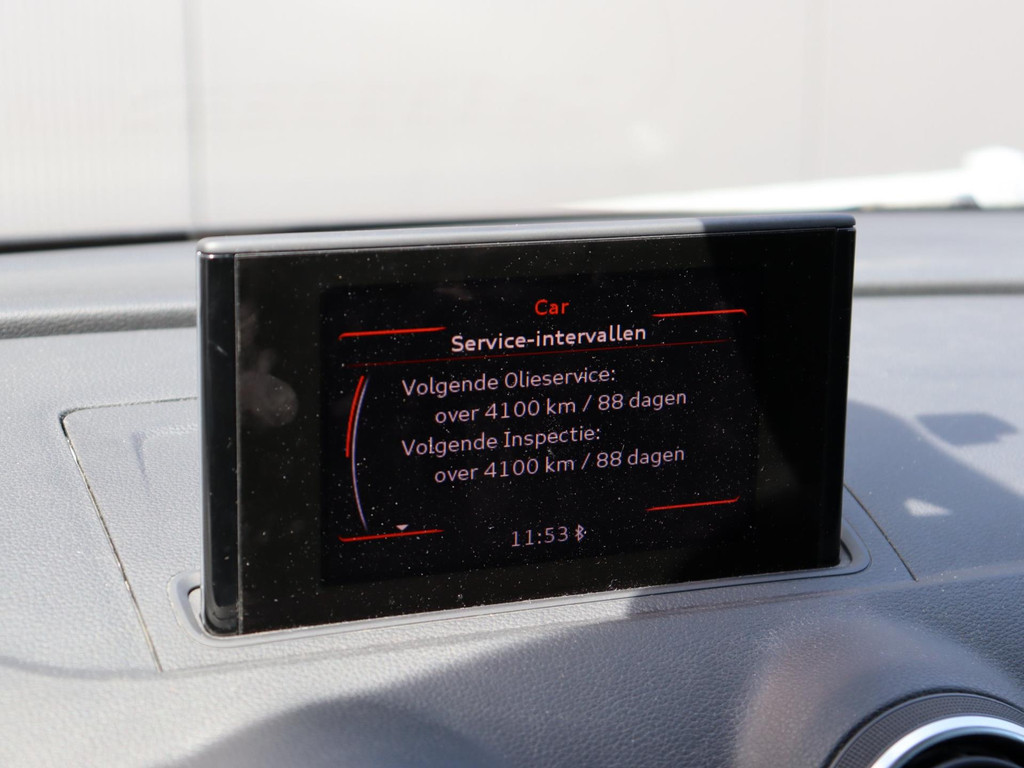 Car
Service-intervallen
Volgende Olieservice:
over 4100 km / 88 dagen
Volgende Inspectie:
over 4100 km / 88 dagen
11:53